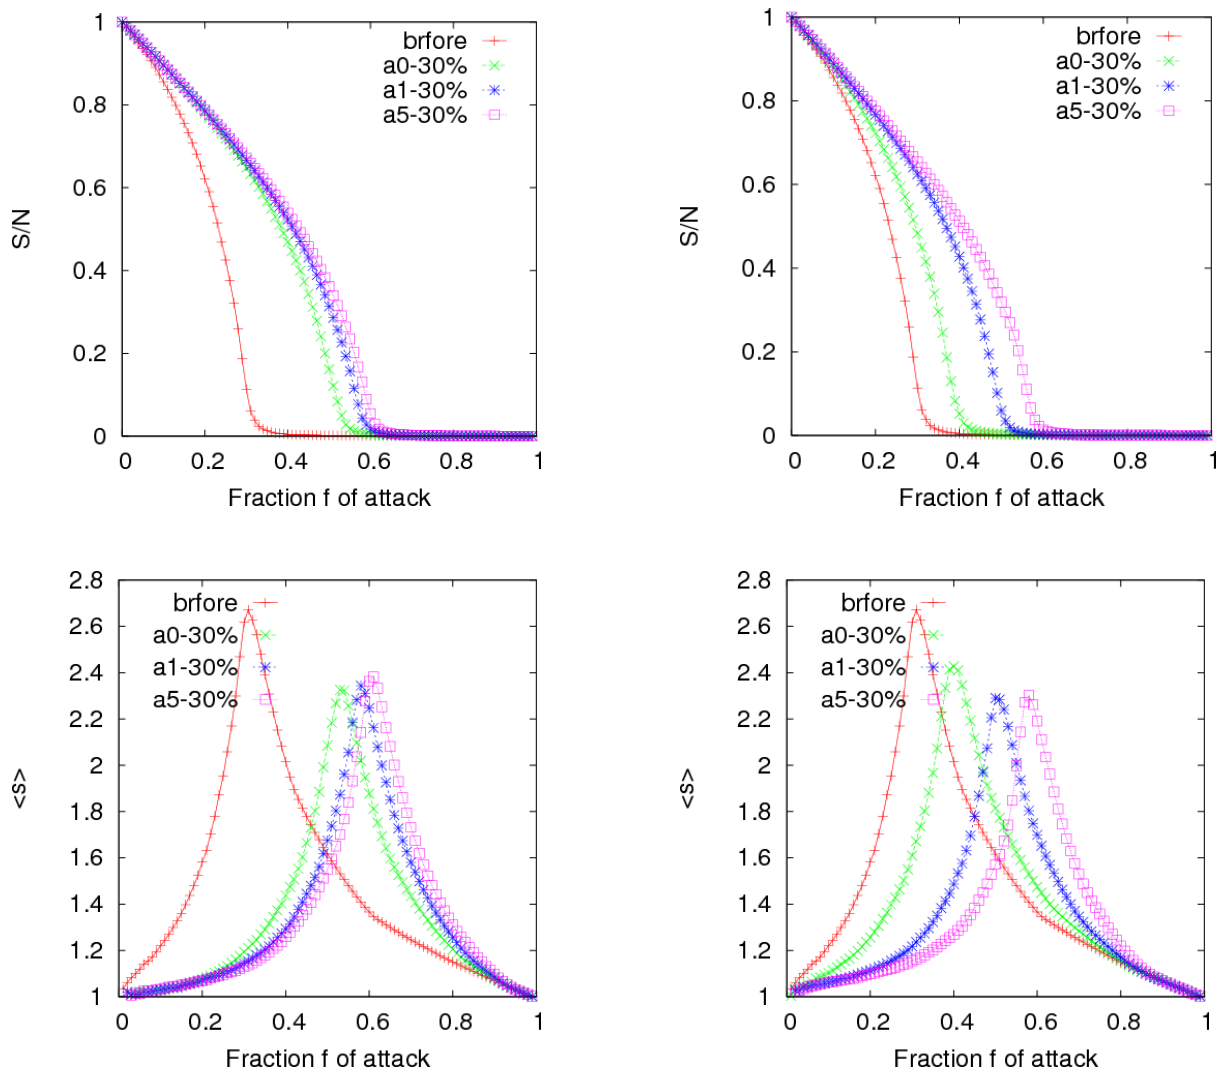 1
0.8
0.6
0.4
0.2
0
S/N
brfore
a0-30%
a1-30%
a5-30%
0 0.2 0.4 0.6 0.8 1
Fraction f of attack
1
0.8
0.6
0.4
0.2
0
S/N
brfore
a0-30%
a1-30%
a5-30%
0 0.2 0.4 0.6 0.8 1
Fraction f of attack
2.8
2.6
2.4
2.2
2
1.8
1.6
1.4
1.2
1
<s>
brfore
a0-30%
a1-30%
a5-30%
0 0.2 0.4 0.6 0.8 1
Fraction f of attack
2.8
2.6
2.4
2.2
2
1.8
1.6
1.4
1.2
1
<s>
brfore
a0-30%
a1-30%
a5-30%
0 0.2 0.4 0.6 0.8 1
Fraction f of attack